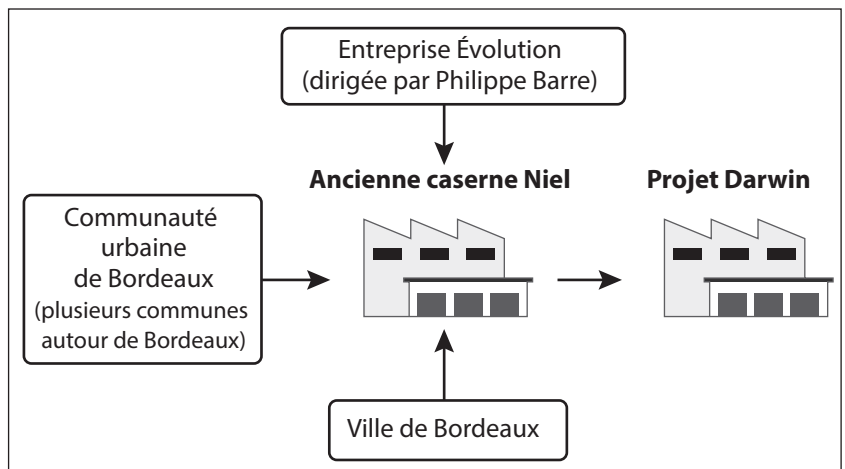 Entreprise Évolution
(dirigée par Philippe Barre)
Ancienne caserne Niel
Projet Darwin
Communauté
urbaine
de Bordeaux
(plusieurs communes
autour de Bordeaux)
Ville de Bordeaux